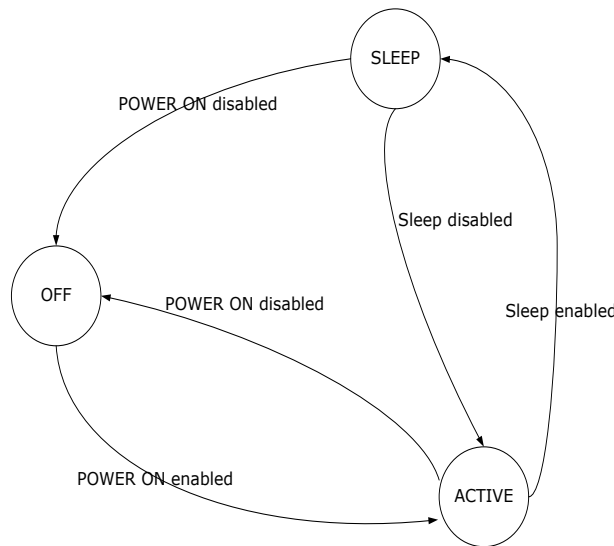 SLEEP
POWER ON disabled
Sleep disabled
OFF
POWER ON disabled
Sleep enabled
POWER ON enabled
ACTIVE